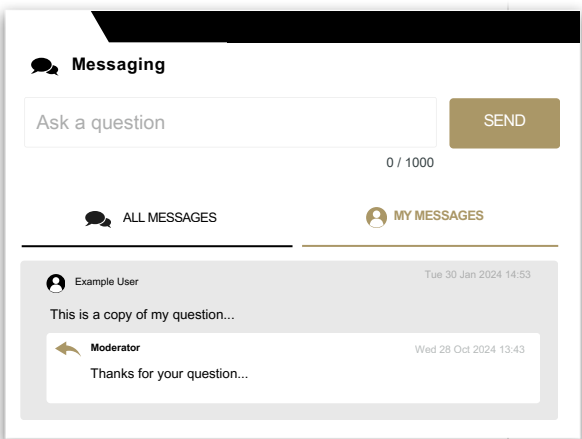 Messaging
Ask a question
SEND
0 / 1000
ALL MESSAGES
MY MESSAGES
Example User
Tue 30 Jan 2024 14:53
This is a copy of my question...
Moderator
Wed 28 Oct 2024 13:43
Thanks for your question...